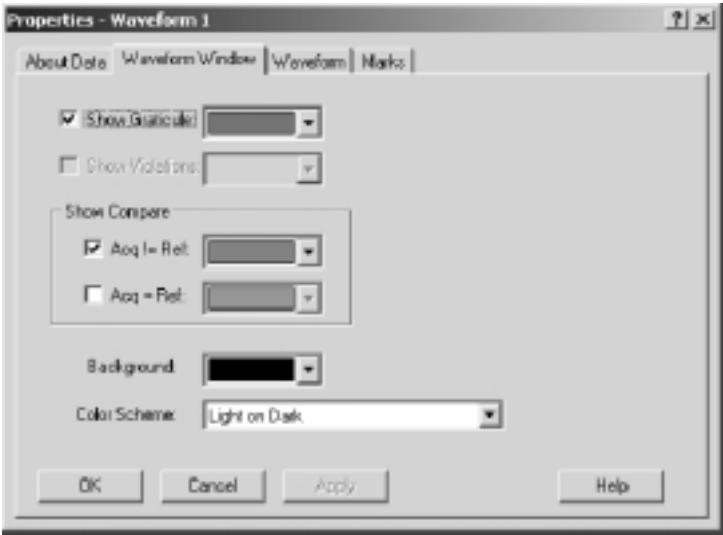 Properties - Waveform 1
About Data Waveform Window Waveform Marks
Show Graticule:
Show Violations:
Show Compare
Acq != Ref:
Acq = Ref:
Background:
Color Scheme: Light on Dark
OK Cancel Apply Help